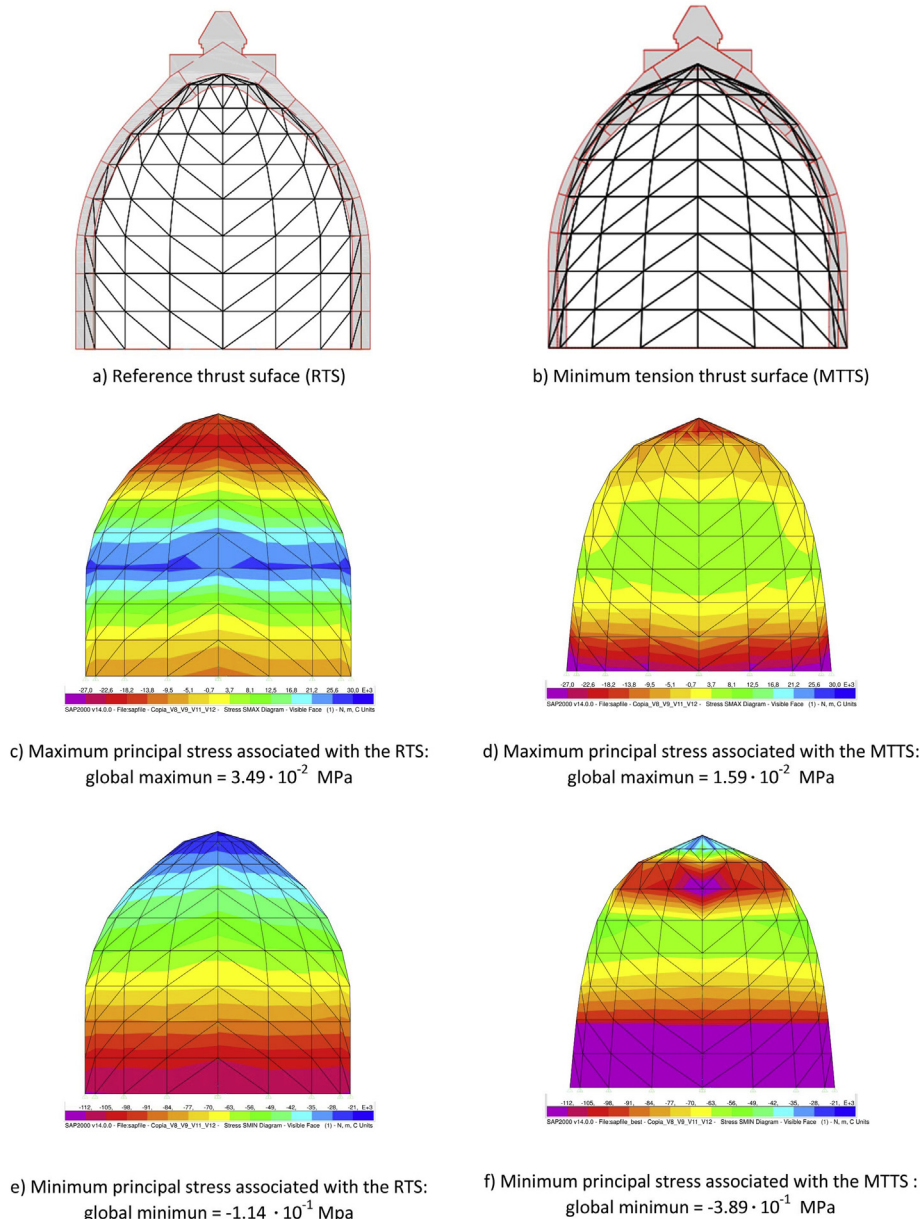 a) Reference thrust suface (RTS)
b) Minimum tension thrust surface (MTTS)
-27,0 -22,6 -18,2 -13,8 -9,5 -5,1 -0,7 3,7 8,1 12,5 16,8 21,2 25,6 30,0 E+3
SAP2000 v14.0.0 - File:sapfile - Copia_V8_V9_V11_V12 - Stress SMAX Diagram - Visible Face (1) - N, m, C Units
-27,0 -22,6 -18,2 -13,8 -9,5 -5,1 -0,7 3,7 8,1 12,5 16,8 21,2 25,6 30,0 E+3
SAP2000 v14.0.0 - File:sapfile - Copia_V8_V9_V11_V12 - Stress SMAX Diagram - Visible Face (1) - N, m, C Units
c) Maximum principal stress associated with the RTS:
global maximun = 3.49 · 10⁻² MPa
d) Maximum principal stress associated with the MTTS:
global maximun = 1.59 · 10⁻² MPa
-112, -105, -98, -91, -84, -77, -70, -63, -56, -49, -42, -35, -28, -21, E+3
SAP2000 v14.0.0 - File:sapfile - Copia_V8_V9_V11_V12 - Stress SMIN Diagram - Visible Face (1) - N, m, C Units
-112, -105, -98, -91, -84, -77, -70, -63, -56, -49, -42, -35, -28, -21, E+3
SAP2000 v14.0.0 - File:sapfile_best - Copia_V8_V9_V11_V12 - Stress SMIN Diagram - Visible Face (1) - N, m, C Units
e) Minimum principal stress associated with the RTS:
global minimun = -1.14 · 10⁻¹ Mpa
f) Minimum principal stress associated with the MTTS :
global minimun = -3.89 · 10⁻¹ MPa